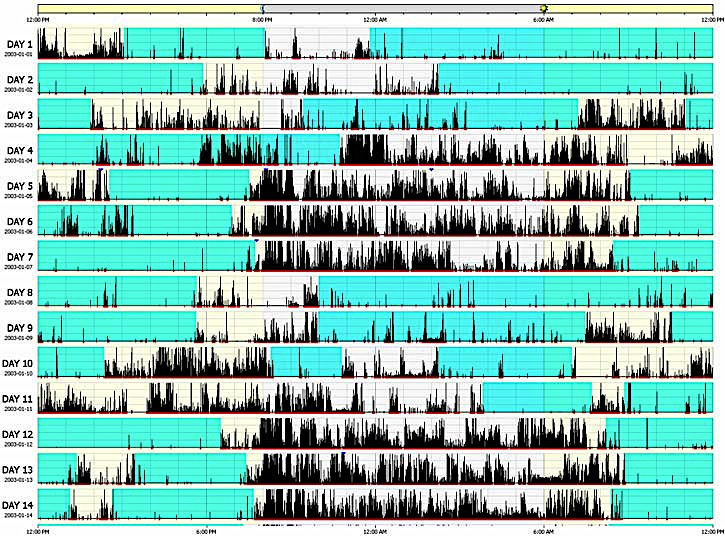 12:00 PM 8:00 PM 12:00 AM 6:00 AM 12:00 PM
DAY 1
2003-01-01
DAY 2
2003-01-02
DAY 3
2003-01-03
DAY 4
2003-01-04
DAY 5
2003-01-05
DAY 6
2003-01-06
DAY 7
2003-01-07
DAY 8
2003-01-08
DAY 9
2003-01-09
DAY 10
2003-01-10
DAY 11
2003-01-11
DAY 12
2003-01-12
DAY 13
2003-01-13
DAY 14
2003-01-14
12:00 PM 6:00 PM 12:00 AM 6:00 AM 12:00 PM